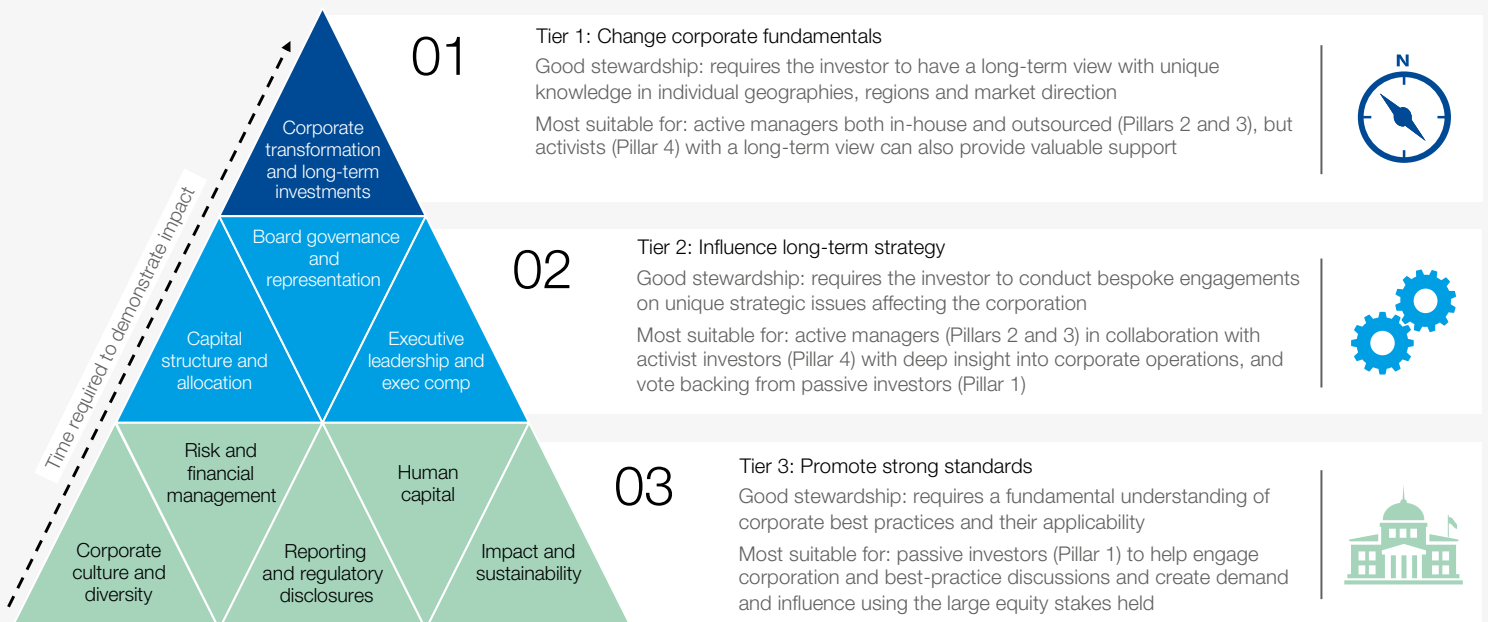 Time required to demonstrate impact
Corporate
transformation
and long-term
investments
Board governance
and
representation
Capital
structure and
allocation
Executive
leadership and
exec comp
Risk and
financial
management
Human
capital
Corporate
culture and
diversity
Reporting
and regulatory
disclosures
Impact and
sustainability
01
Tier 1: Change corporate fundamentals
Good stewardship: requires the investor to have a long-term view with unique
knowledge in individual geographies, regions and market direction
Most suitable for: active managers both in-house and outsourced (Pillars 2 and 3), but
activists (Pillar 4) with a long-term view can also provide valuable support
N
02
Tier 2: Influence long-term strategy
Good stewardship: requires the investor to conduct bespoke engagements
on unique strategic issues affecting the corporation
Most suitable for: active managers (Pillars 2 and 3) in collaboration with
activist investors (Pillar 4) with deep insight into corporate operations, and
vote backing from passive investors (Pillar 1)
03
Tier 3: Promote strong standards
Good stewardship: requires a fundamental understanding of
corporate best practices and their applicability
Most suitable for: passive investors (Pillar 1) to help engage
corporation and best-practice discussions and create demand
and influence using the large equity stakes held